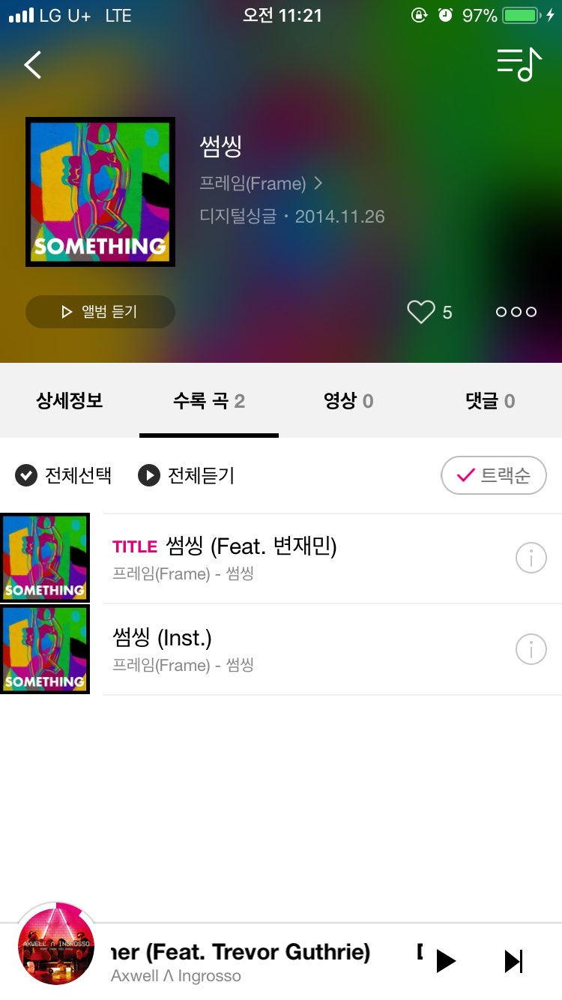 LG U+ LTE 오전 11:21 97%
썸씽
프레임(Frame)
디지털싱글 · 2014.11.26
SOMETHING
앨범 듣기 5
상세정보 수록 곡 2 영상 0 댓글 0
전체선택 전체듣기 트랙순
TITLE 썸씽 (Feat. 변재민)
프레임(Frame) - 썸씽
SOMETHING
썸씽 (Inst.)
프레임(Frame) - 썸씽
SOMETHING
AXWELL Λ INGROSSO
MORE THAN YOU KNOW
ner (Feat. Trevor Guthrie)
Axwell Λ Ingrosso